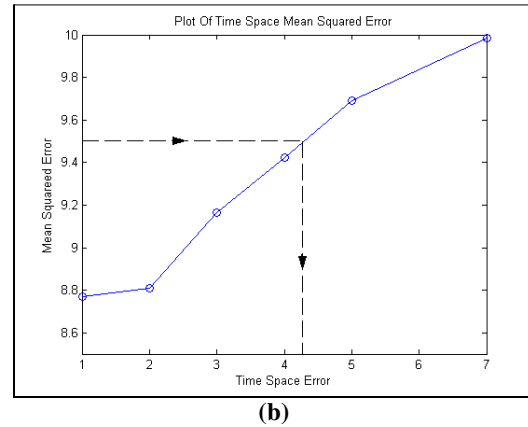 Plot Of Time Space Mean Squared Error
10
9.8
9.6
9.4
9.2
9
8.8
8.6
Mean Squareed Error
1 2 3 4 5 6 7
Time Space Error
(b)